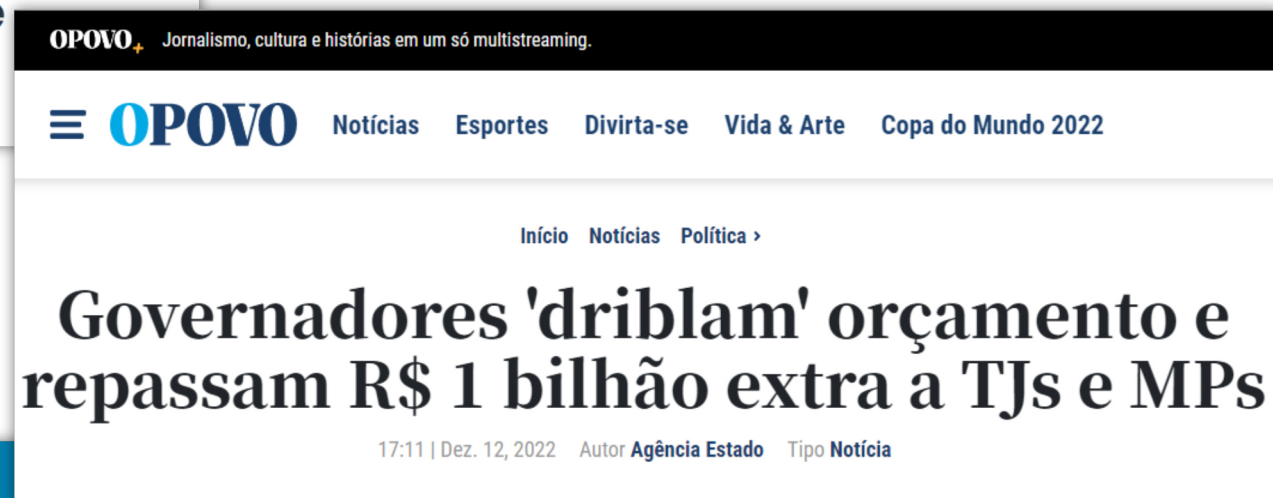 OPOVO+ Jornalismo, cultura e histórias em um só multistreaming.
OPOVO Notícias Esportes Divirta-se Vida & Arte Copa do Mundo 2022
Início Notícias Política ›
Governadores 'driblam' orçamento e
repassam R$ 1 bilhão extra a TJs e MPs
17:11 | Dez. 12, 2022 Autor Agência Estado Tipo Notícia